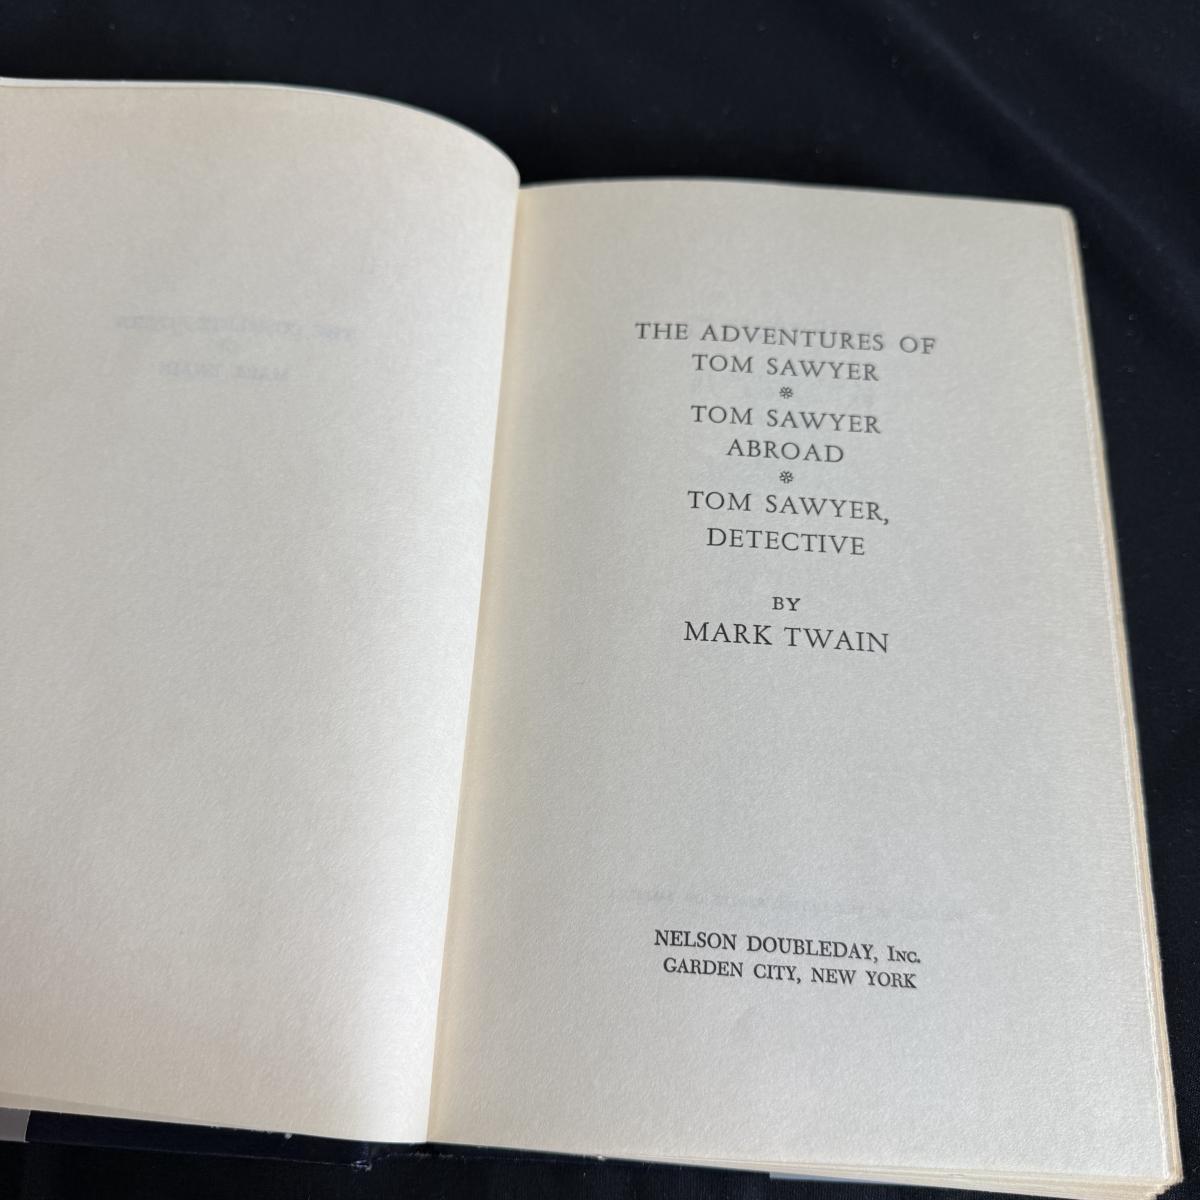 THE ADVENTURES OF
TOM SAWYER
TOM SAWYER
ABROAD
TOM SAWYER,
DETECTIVE
BY
MARK TWAIN
NELSON DOUBLEDAY, INC.
GARDEN CITY, NEW YORK